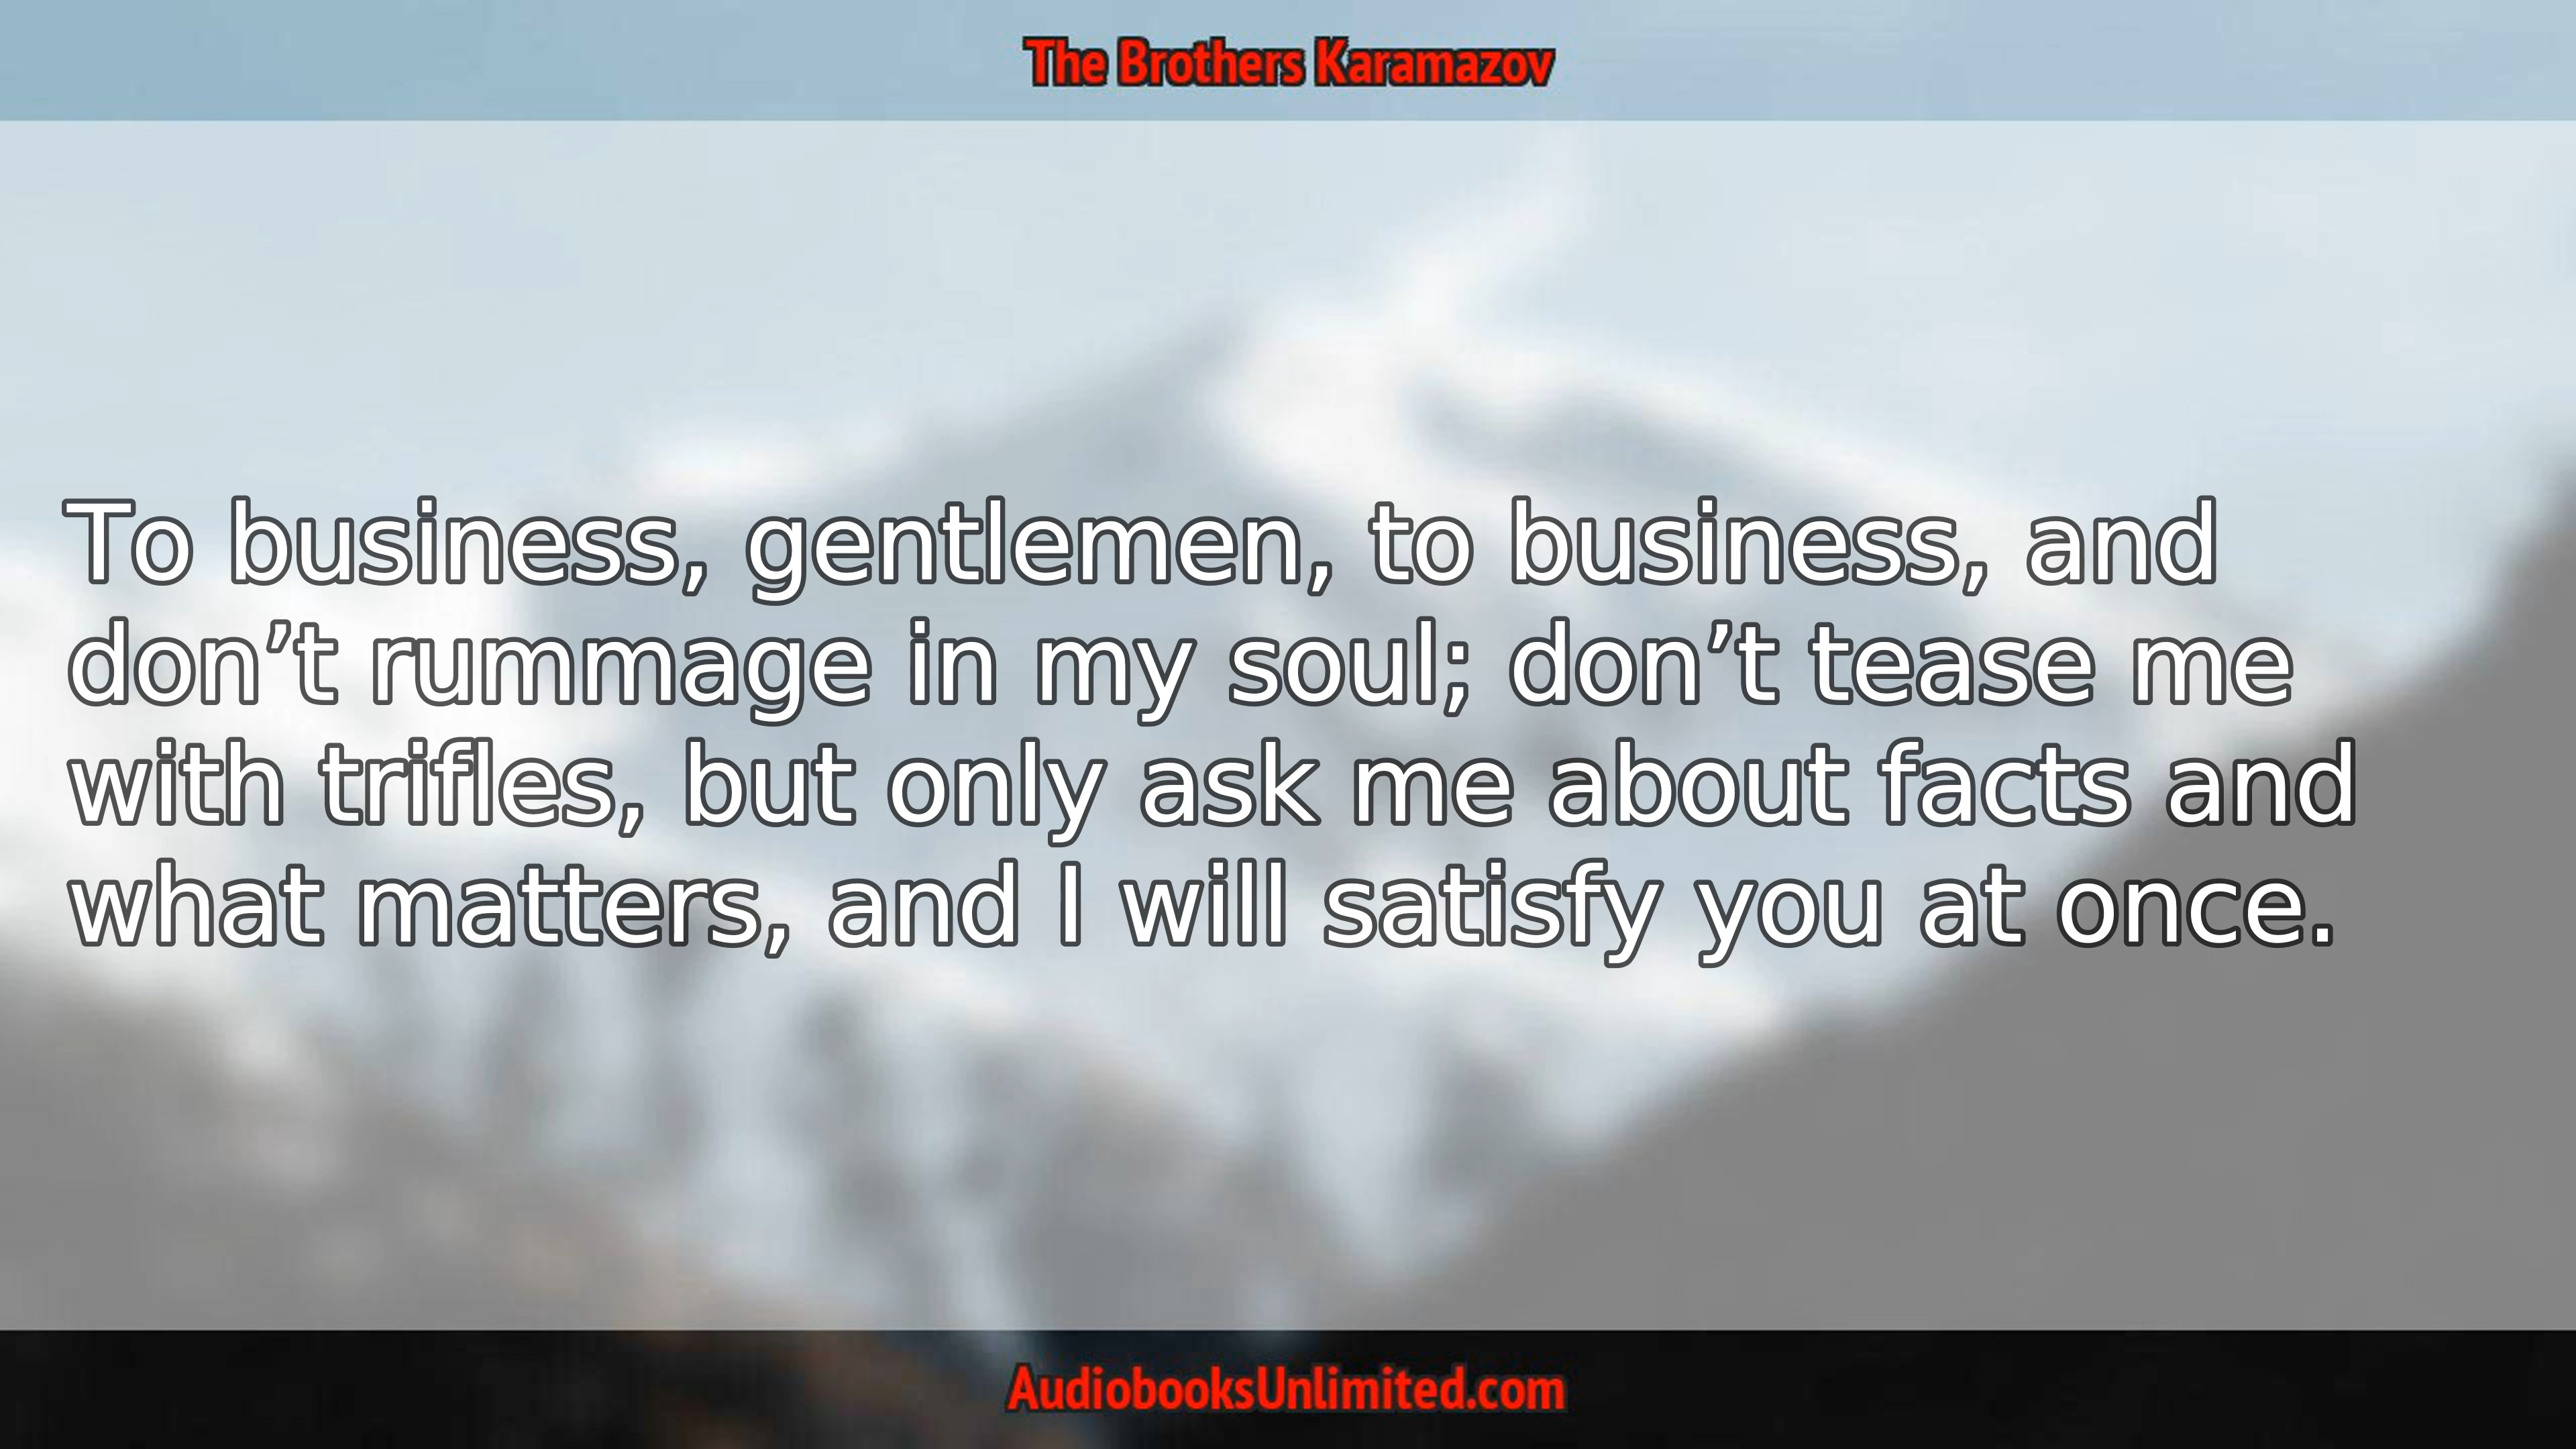 The Brothers Karamazov
To business, gentlemen, to business, and
don’t rummage in my soul; don’t tease me
with trifles, but only ask me about facts and
what matters, and I will satisfy you at once.
AudiobooksUnlimited.com